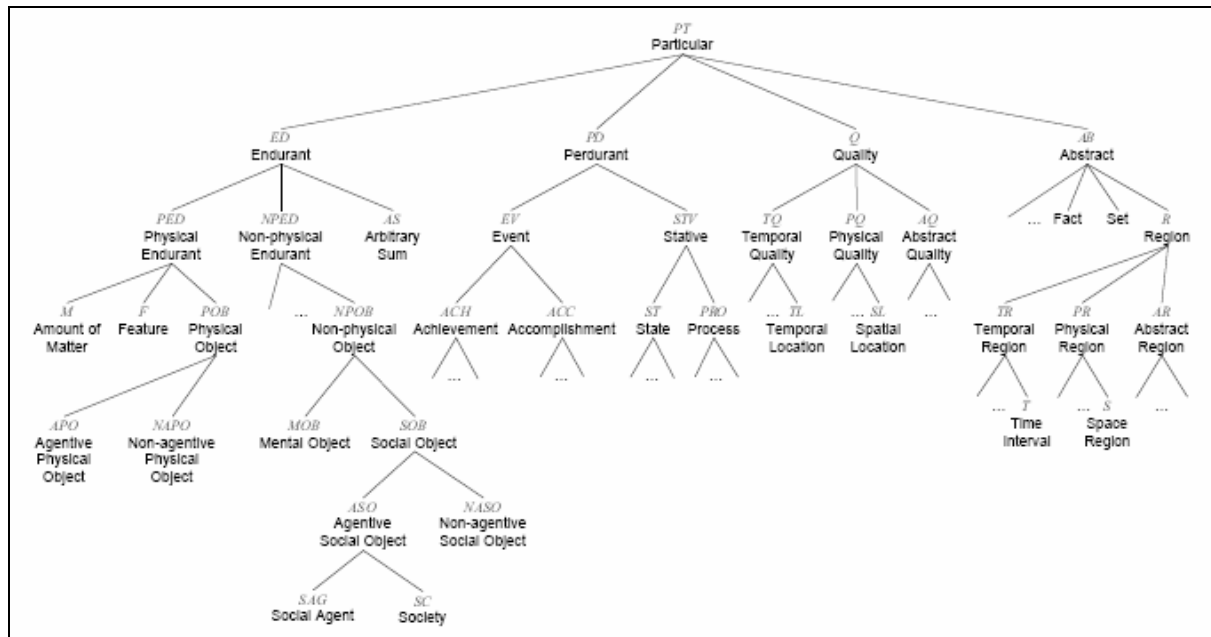 PT
Particular
ED PD Q AB
Endurant Perdurant Quality Abstract
PED NPED AS EV STV TQ PQ AQ ... Fact Set R
Physical Non-physical Arbitrary Event Stative Temporal Physical Abstract Region
Endurant Endurant Sum Quality Quality Quality
M F POB ... NPOB ACH ACC ST PRO ... TL ... SL ... TR PR AR
Amount of Feature Physical Non-physical Achievement Accomplishment State Process Temporal Spatial Temporal Physical Abstract
Matter Object Object Location Location Region Region Region
... ... ... ...
... T ... S ...
APO NAPO MOB SOB Time Space
Agentive Non-agentive Mental Object Social Object Interval Region
Physical Physical
Object Object
ASO NASO
Agentive Non-agentive
Social Object Social Object
SAG SC
Social Agent Society